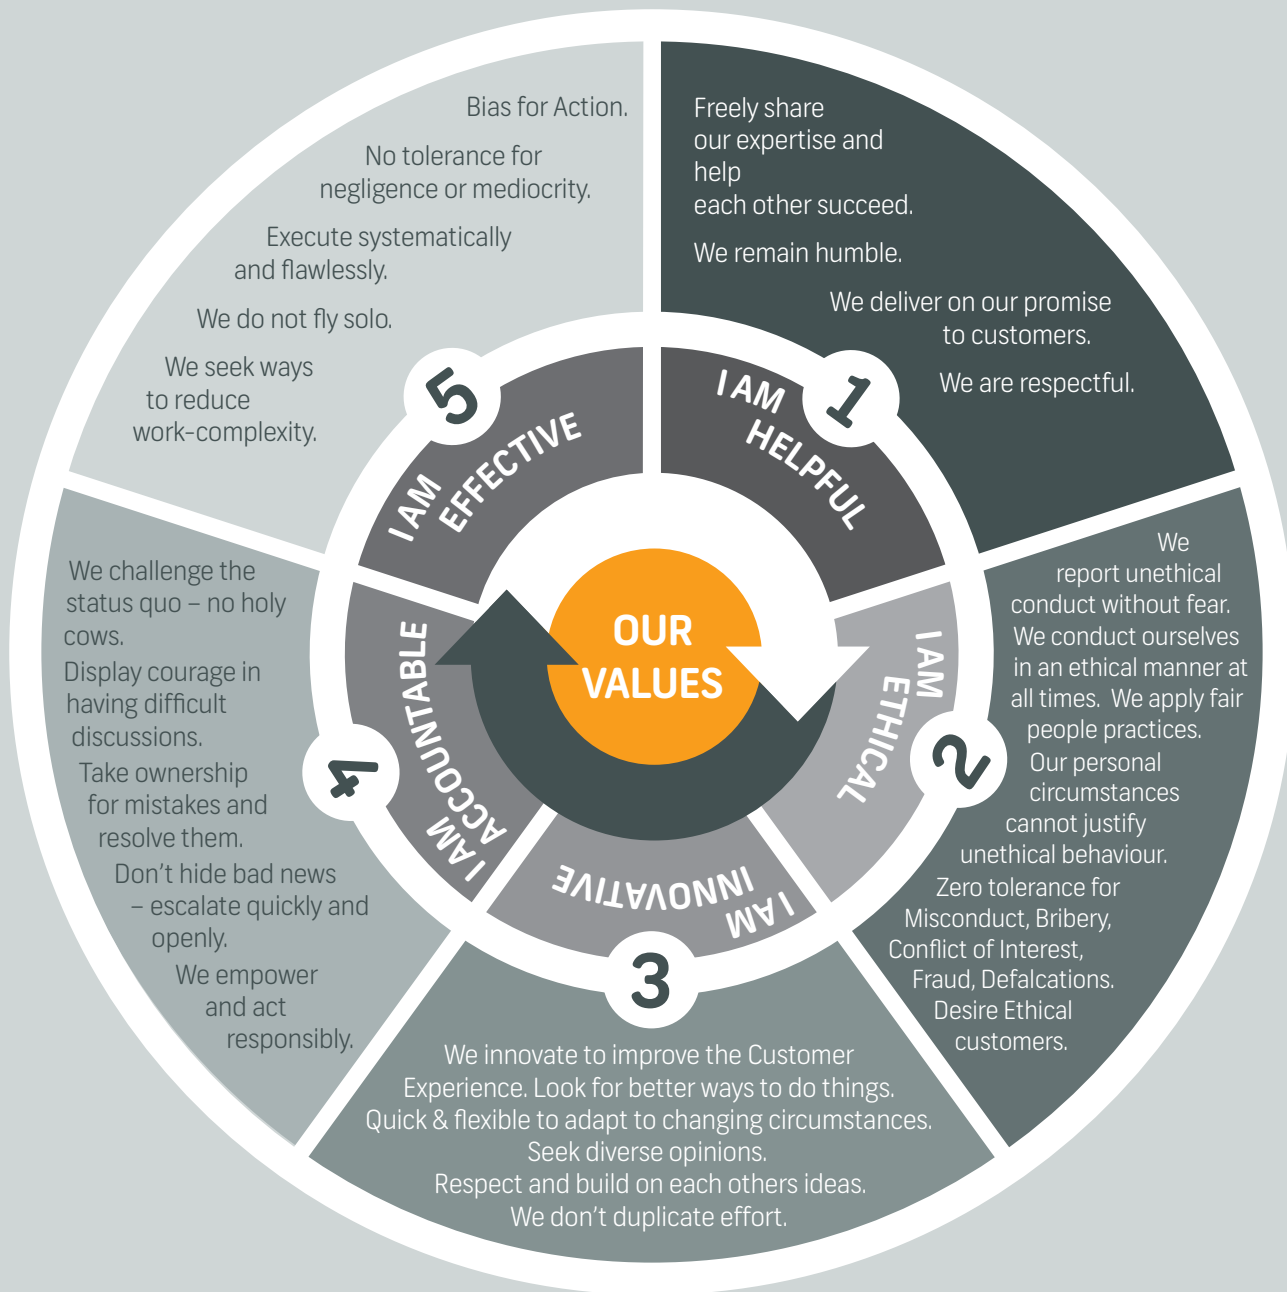 OUR
VALUES
1
I AM
HELPFUL
Freely share
our expertise and
help
each other succeed.
We remain humble.
We deliver on our promise
to customers.
We are respectful.
2
I AM
ETHICAL
We
report unethical
conduct without fear.
We conduct ourselves
in an ethical manner at
all times. We apply fair
people practices.
Our personal
circumstances
cannot justify
unethical behaviour.
Zero tolerance for
Misconduct, Bribery,
Conflict of Interest,
Fraud, Defalcations.
Desire Ethical
customers.
3
I AM
INNOVATIVE
We innovate to improve the Customer
Experience. Look for better ways to do things.
Quick & flexible to adapt to changing circumstances.
Seek diverse opinions.
Respect and build on each others ideas.
We don't duplicate effort.
4
I AM
ACCOUNTABLE
We challenge the
status quo – no holy
cows.
Display courage in
having difficult
discussions.
Take ownership
for mistakes and
resolve them.
Don't hide bad news
– escalate quickly and
openly.
We empower
and act
responsibly.
5
I AM
EFFECTIVE
Bias for Action.
No tolerance for
negligence or mediocrity.
Execute systematically
and flawlessly.
We do not fly solo.
We seek ways
to reduce
work-complexity.